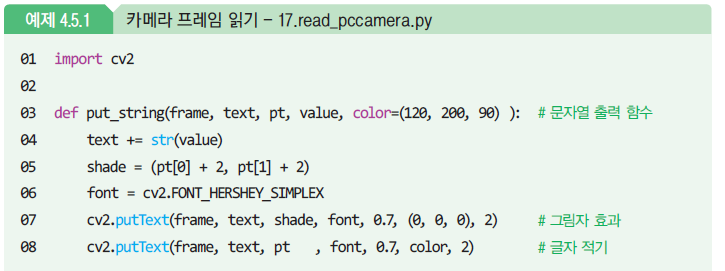 예제 4.5.1 카메라 프레임 읽기 - 17.read_pccamera.py
01 import cv2
02
03 def put_string(frame, text, pt, value, color=(120, 200, 90) ): # 문자열 출력 함수
04 text += str(value)
05 shade = (pt[0] + 2, pt[1] + 2)
06 font = cv2.FONT_HERSHEY_SIMPLEX
07 cv2.putText(frame, text, shade, font, 0.7, (0, 0, 0), 2) # 그림자 효과
08 cv2.putText(frame, text, pt , font, 0.7, color, 2) # 글자 적기